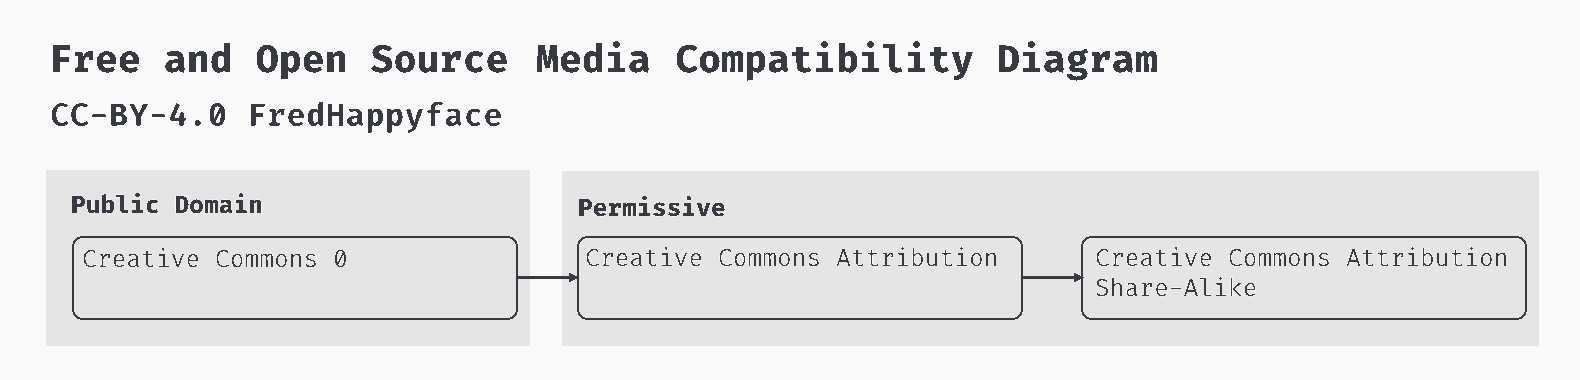 Free and Open Source Media Compatibility Diagram
CC-BY-4.0 FredHappyface
Public Domain
Creative Commons 0
Permissive
Creative Commons Attribution
Creative Commons Attribution
Share-Alike